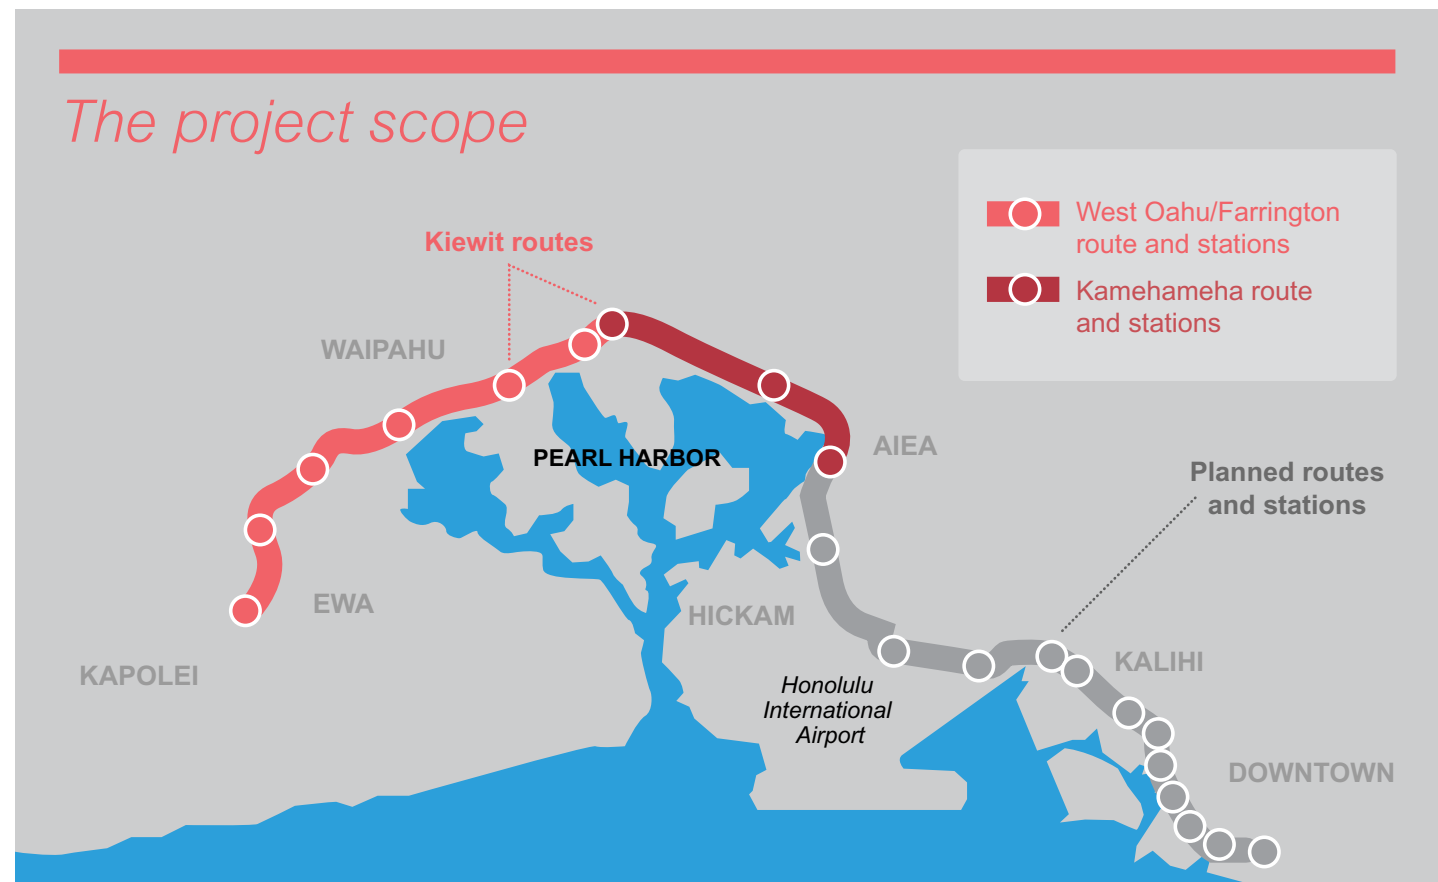 The project scope
West Oahu/Farrington
route and stations
Kamehameha route
and stations
Kiewit routes
WAIPAHU
PEARL HARBOR
AIEA
Planned routes
and stations
EWA
HICKAM
KAPOLEI
KALIHI
Honolulu
International
Airport
DOWNTOWN